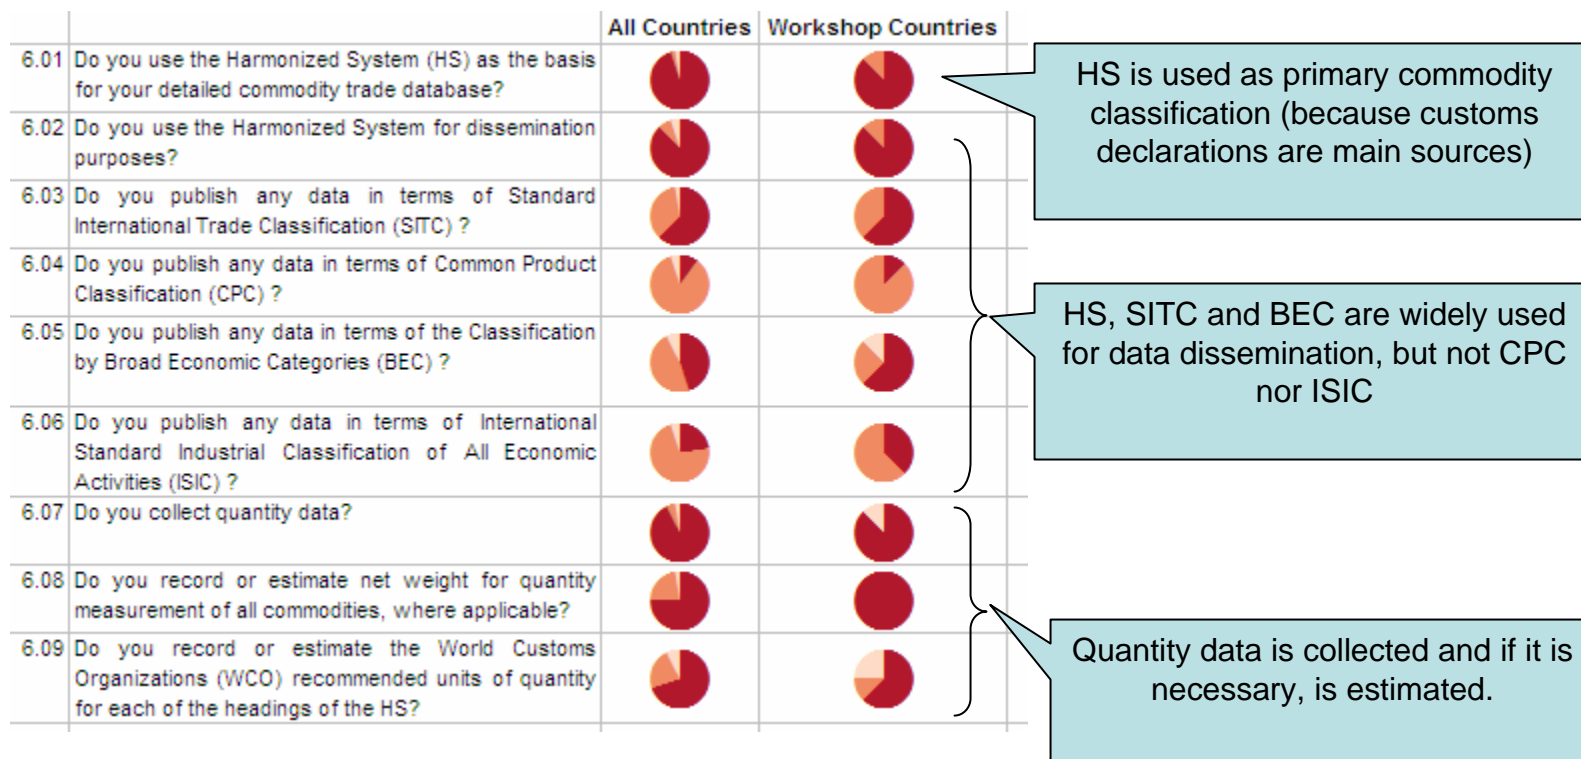 All Countries Workshop Countries
6.01 Do you use the Harmonized System (HS) as the basis
for your detailed commodity trade database?
6.02 Do you use the Harmonized System for dissemination
purposes?
6.03 Do you publish any data in terms of Standard
International Trade Classification (SITC) ?
6.04 Do you publish any data in terms of Common Product
Classification (CPC) ?
6.05 Do you publish any data in terms of the Classification
by Broad Economic Categories (BEC) ?
6.06 Do you publish any data in terms of International
Standard Industrial Classification of All Economic
Activities (ISIC) ?
6.07 Do you collect quantity data?
6.08 Do you record or estimate net weight for quantity
measurement of all commodities, where applicable?
6.09 Do you record or estimate the World Customs
Organizations (WCO) recommended units of quantity
for each of the headings of the HS?
HS is used as primary commodity
classification (because customs
declarations are main sources)
HS, SITC and BEC are widely used
for data dissemination, but not CPC
nor ISIC
Quantity data is collected and if it is
necessary, is estimated.